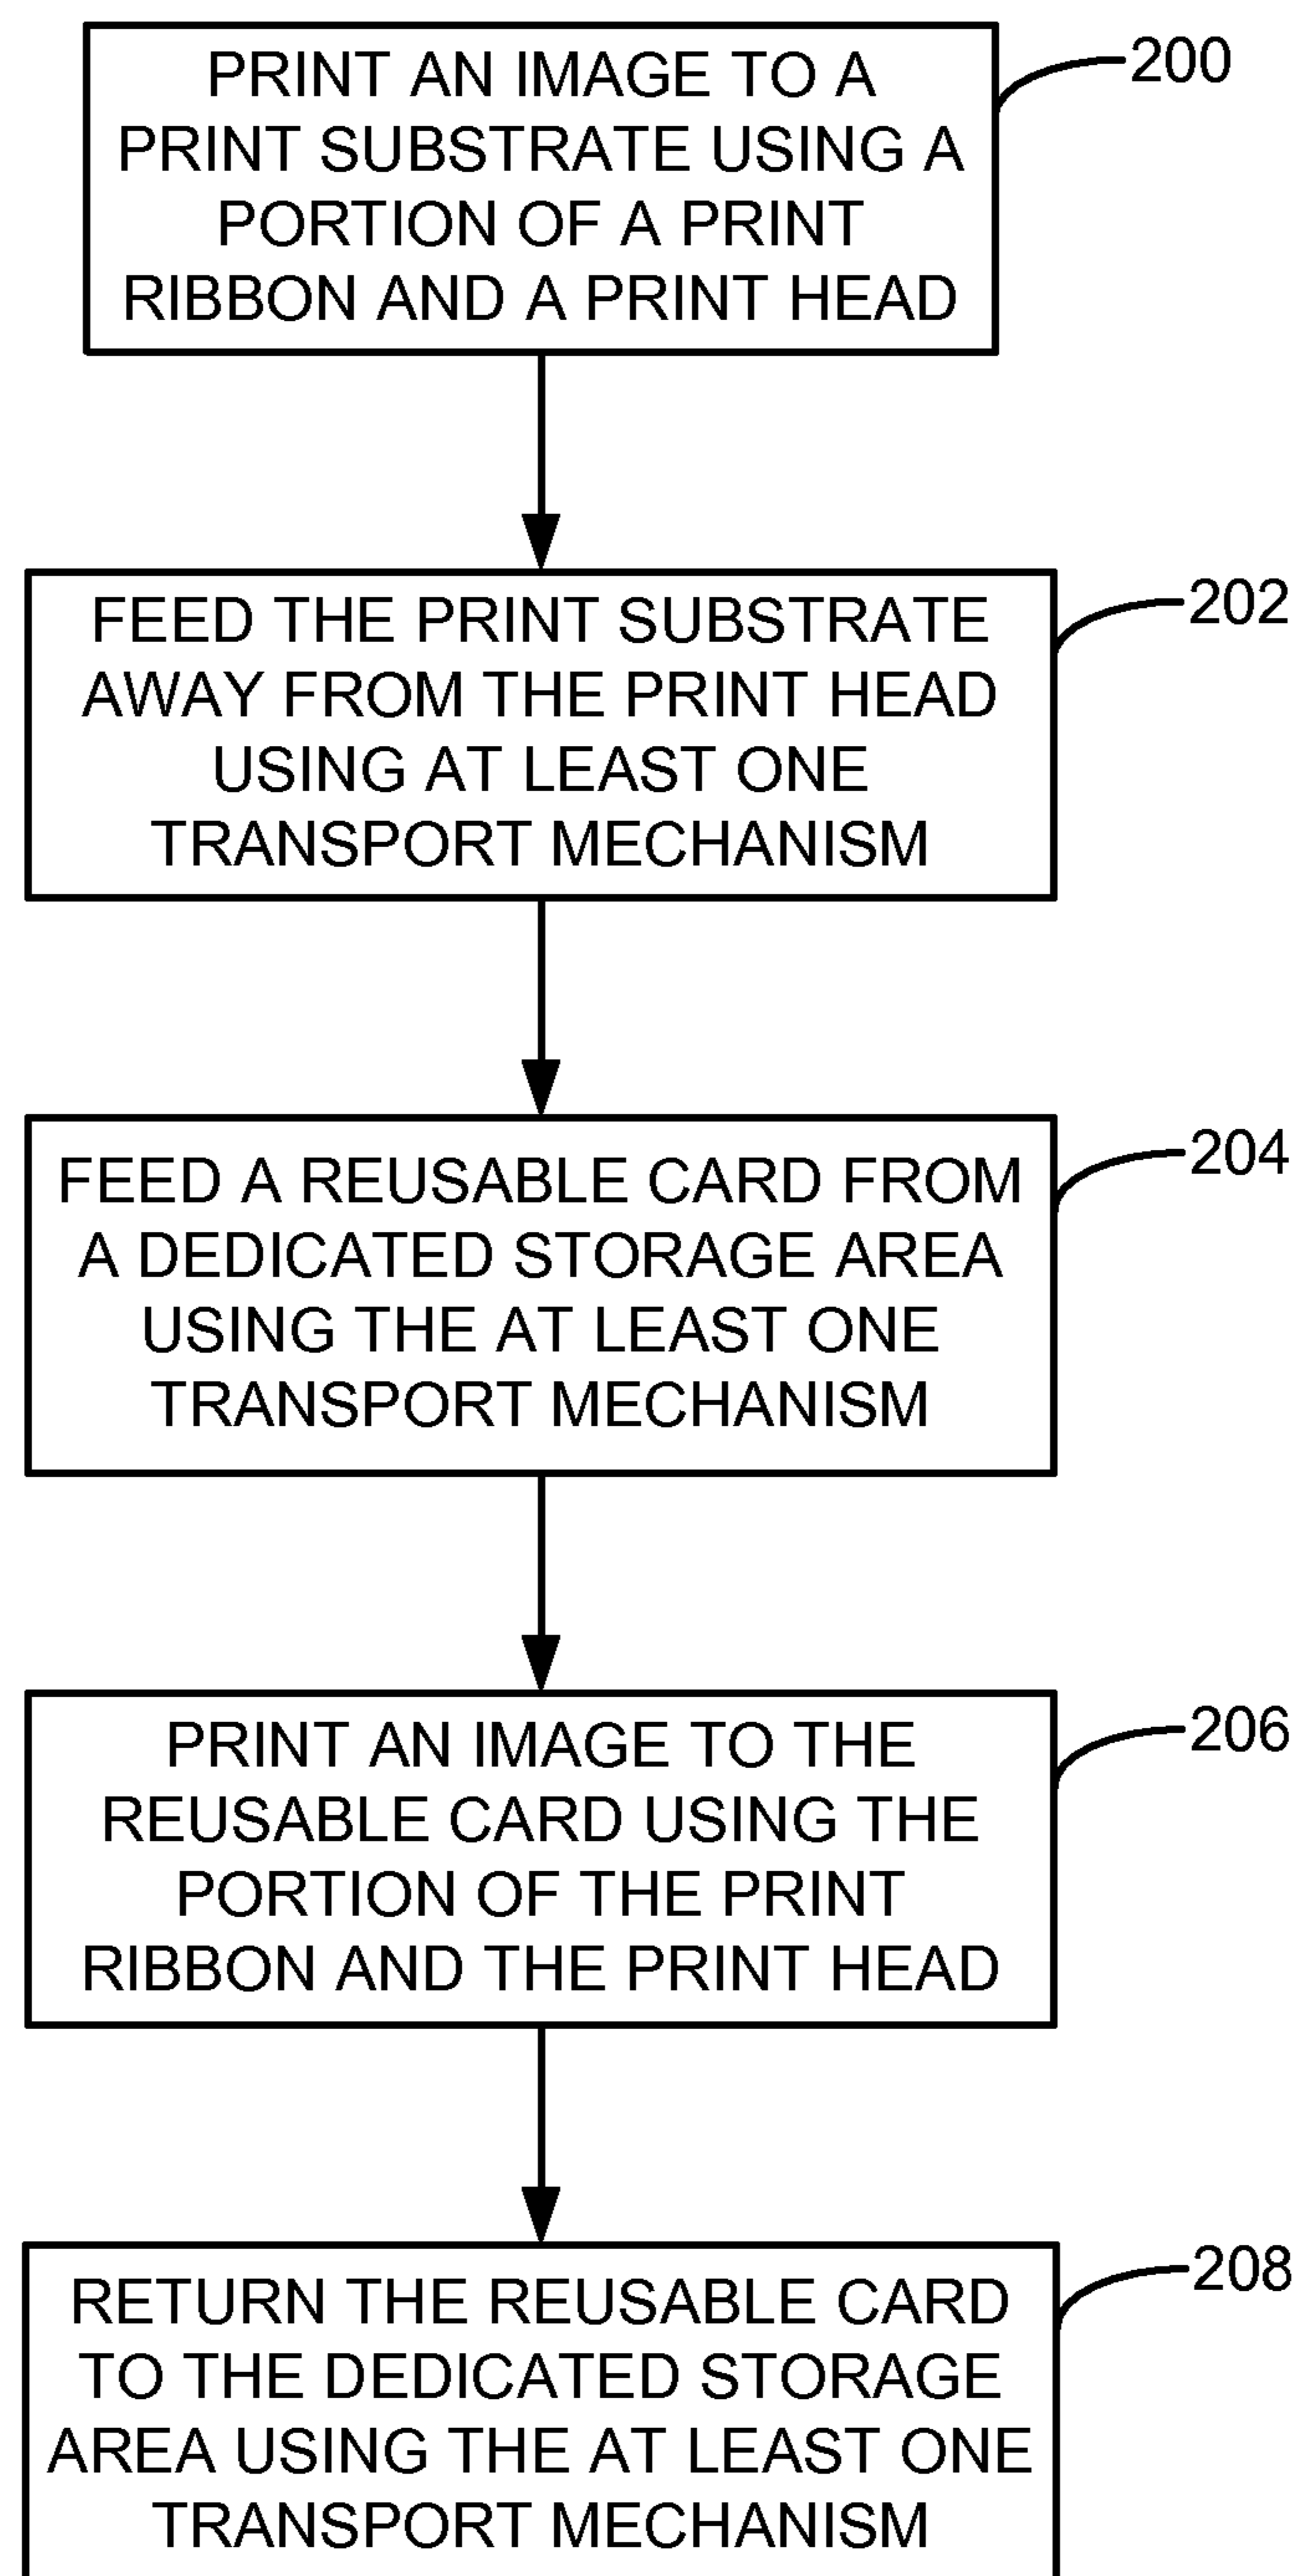 PRINT AN IMAGE TO A
PRINT SUBSTRATE USING A
PORTION OF A PRINT
RIBBON AND A PRINT HEAD
200
FEED THE PRINT SUBSTRATE
AWAY FROM THE PRINT HEAD
USING AT LEAST ONE
TRANSPORT MECHANISM
202
FEED A REUSABLE CARD FROM
A DEDICATED STORAGE AREA
USING THE AT LEAST ONE
TRANSPORT MECHANISM
204
PRINT AN IMAGE TO THE
REUSABLE CARD USING THE
PORTION OF THE PRINT
RIBBON AND THE PRINT HEAD
206
RETURN THE REUSABLE CARD
TO THE DEDICATED STORAGE
AREA USING THE AT LEAST ONE
TRANSPORT MECHANISM
208